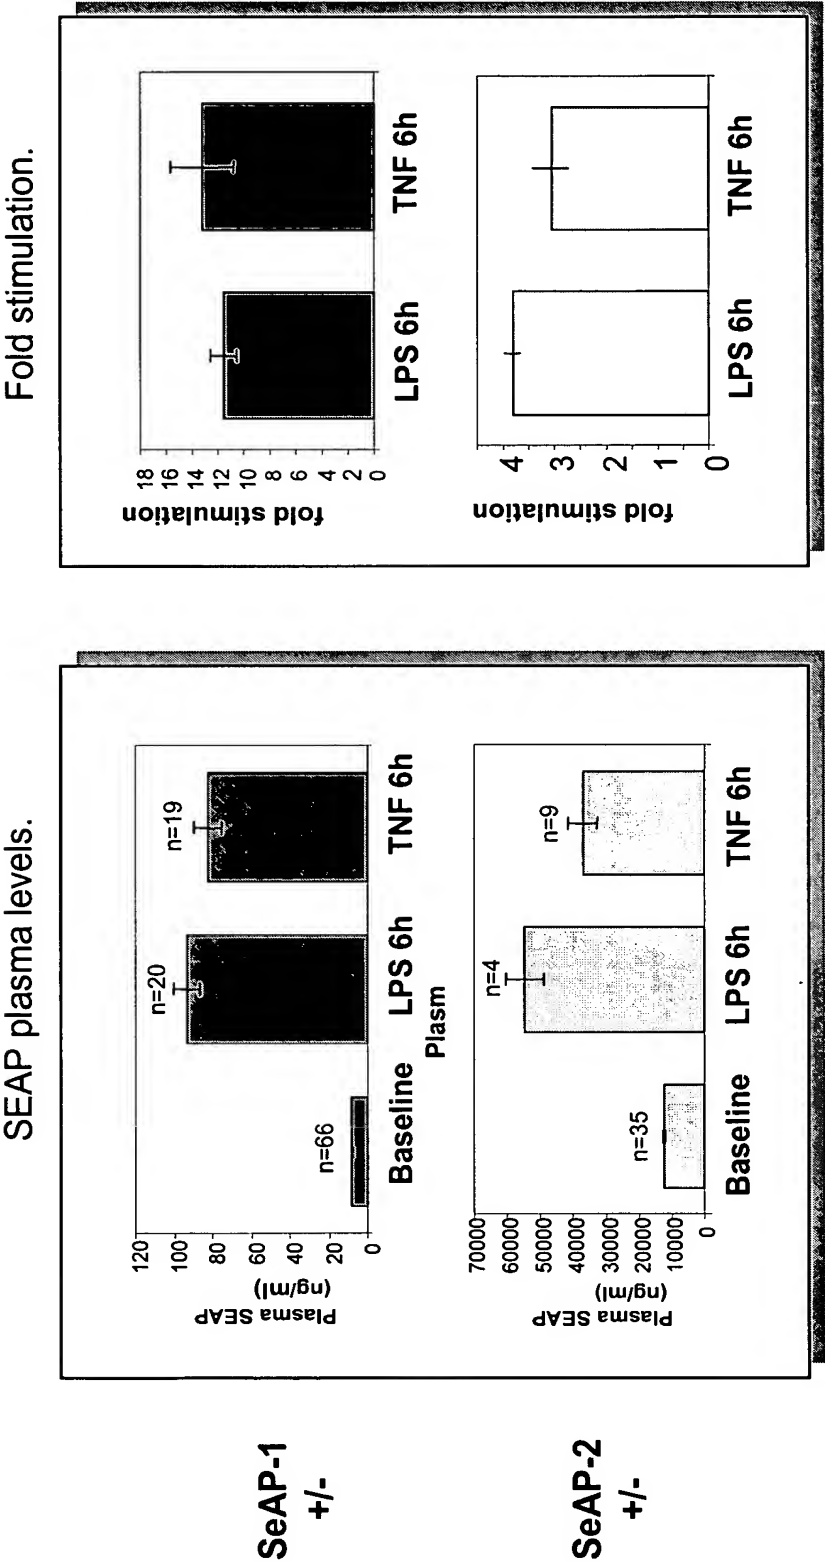 SEAP plasma levels.
Fold stimulation.
SeAP-1
+/-
Plasma SEAP
(ng/ml)
120
100
80
60
40
20
0
n=66
n=20
n=19
Baseline
LPS 6h
TNF 6h
Plasm
fold stimulation
18
16
14
12
10
8
6
4
2
0
LPS 6h
TNF 6h
SeAP-2
+/-
Plasma SEAP
(ng/ml)
70000
60000
50000
40000
30000
20000
10000
0
n=35
n=4
n=9
Baseline
LPS 6h
TNF 6h
fold stimulation
4
3
2
1
0
LPS 6h
TNF 6h